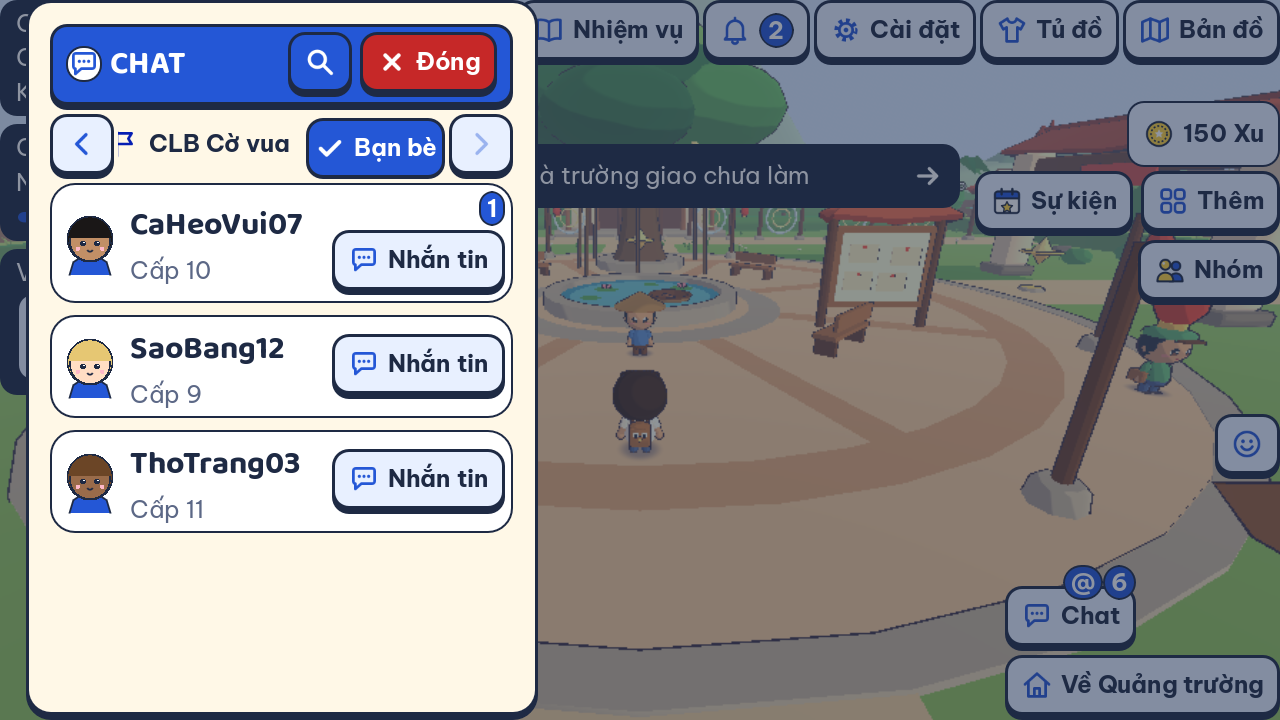 CHAT
Đóng
CLB Cờ vua
Bạn bè
1
CaHeoVui07
Cấp 10
Nhắn tin
SaoBang12
Cấp 9
Nhắn tin
ThoTrang03
Cấp 11
Nhắn tin
Nhiệm vụ
2
Cài đặt
Tủ đồ
Bản đồ
150 Xu
à trường giao chưa làm
Sự kiện
Thêm
Nhóm
@ 6
Chat
Về Quảng trường